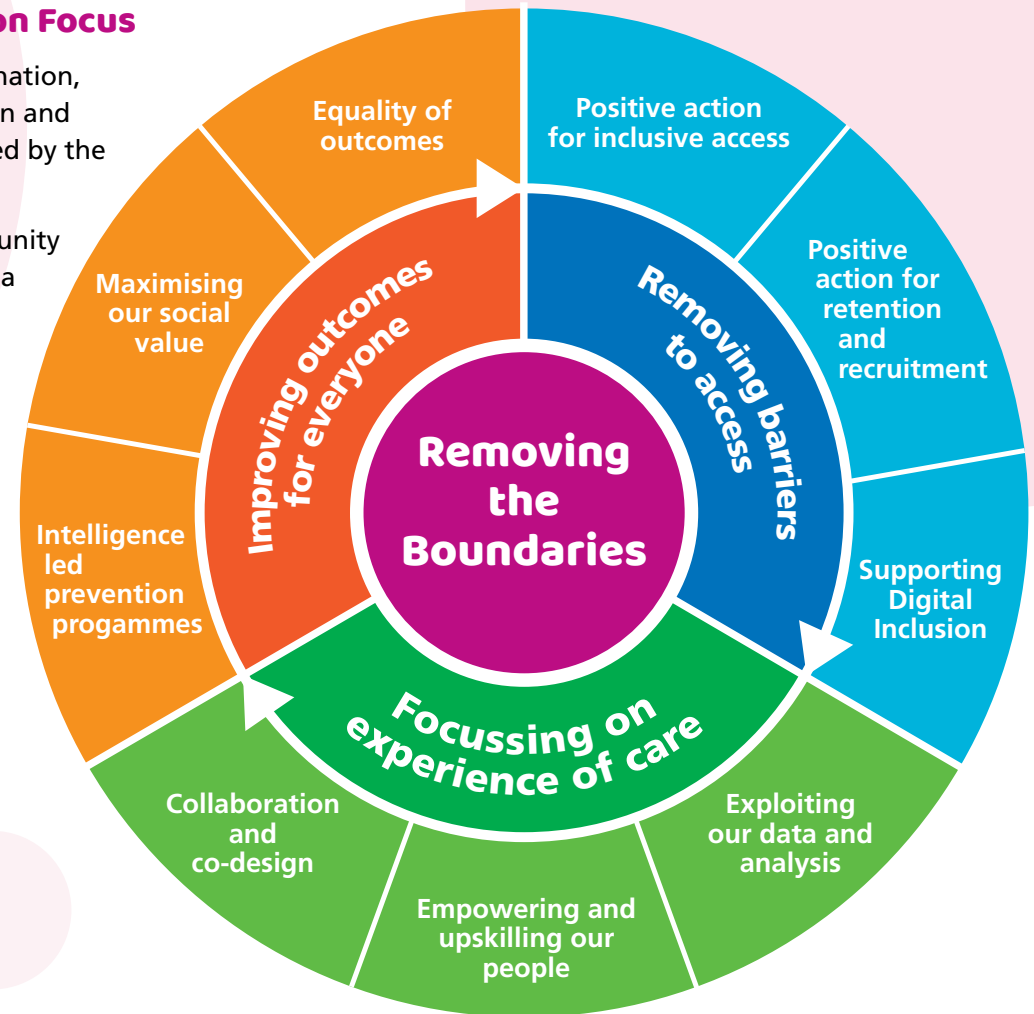 on Focus
nation,
n and
ed by the
unity
a
Equality of
outcomes
Positive action
for inclusive access
Positive
action for
retention
and
recruitment
Supporting
Digital
Inclusion
Exploiting
our data and
analysis
Empowering and
upskilling our
people
Collaboration
and
co-design
Intelligence
led
prevention
progammes
Maximising
our social
value
Improving outcomes
for everyone
Removing barriers
to access
Focussing on
experience of care
Removing
the
Boundaries